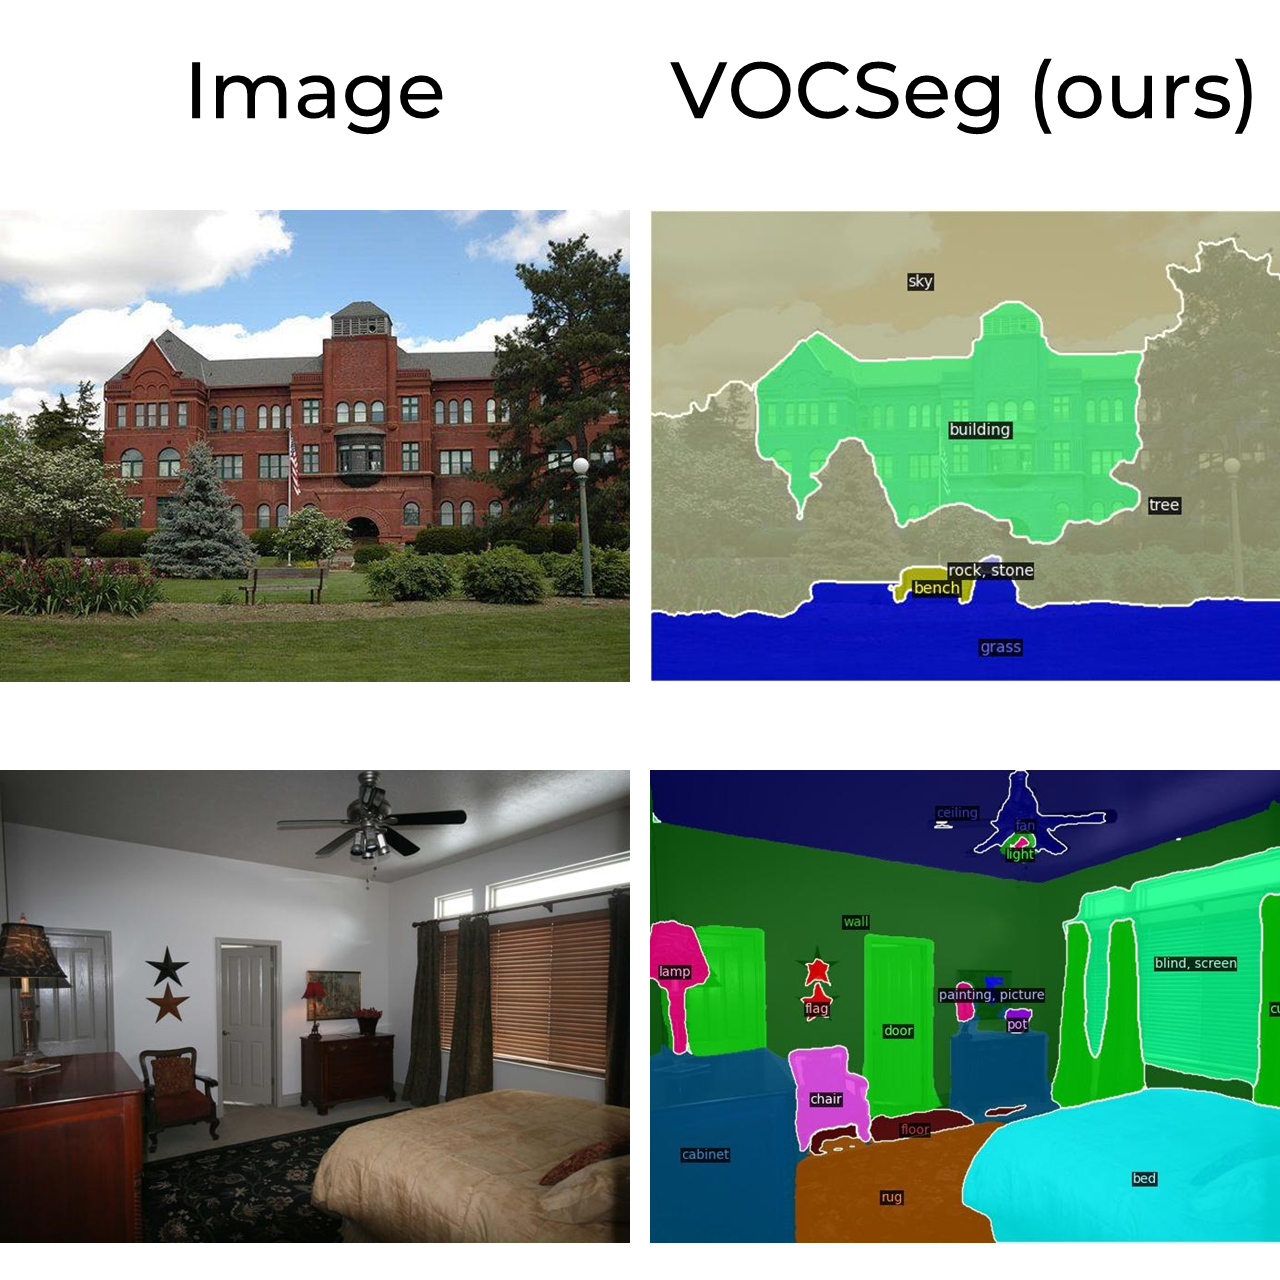 Image
VOCSeg (ours)
sky
building
tree
rock, stone
bench
grass
ceiling
fan
light
wall
lamp
blind, screen
painting, picture
flag
pot
door
chair
floor
cabinet
bed
rug